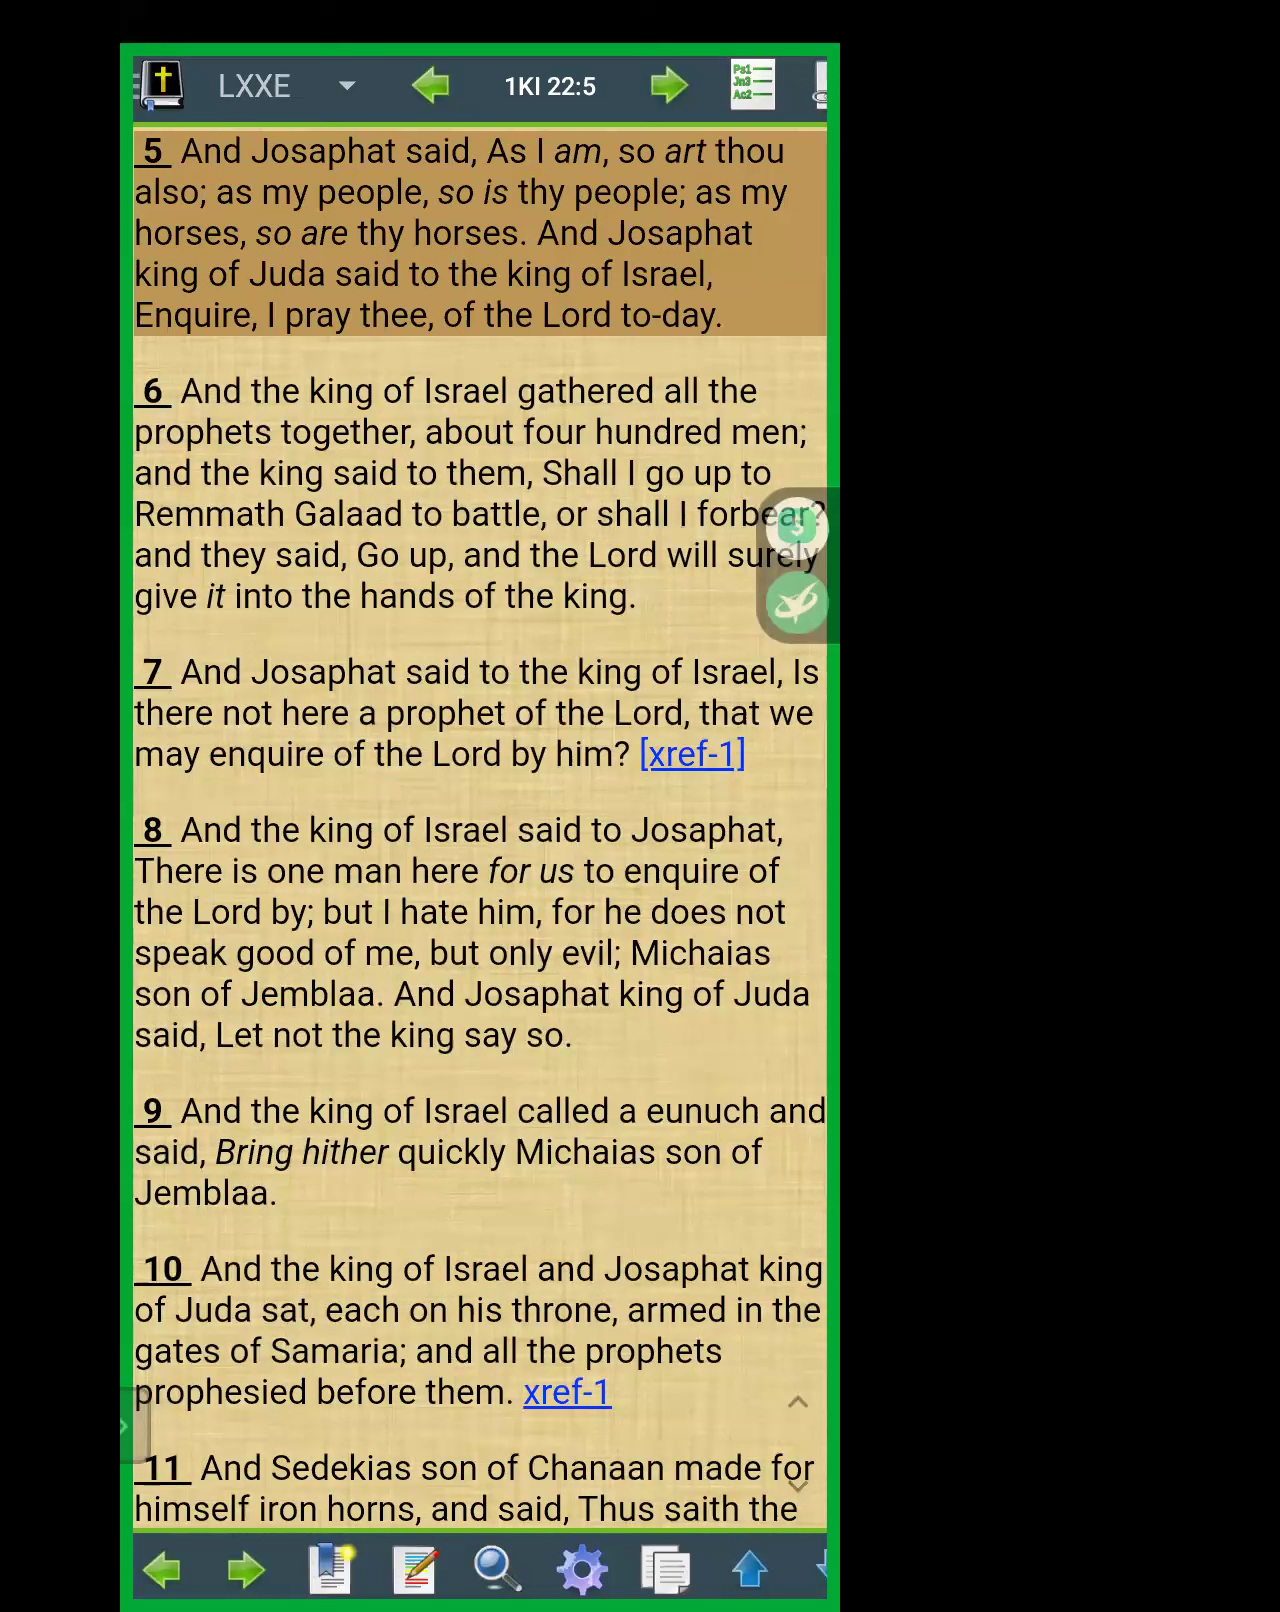 LXXE
1KI 22:5
Ps1
Jn3
Ac2
5 And Josaphat said, As I am, so art thou
also; as my people, so is thy people; as my
horses, so are thy horses. And Josaphat
king of Juda said to the king of Israel,
Enquire, I pray thee, of the Lord to-day.
6 And the king of Israel gathered all the
prophets together, about four hundred men;
and the king said to them, Shall I go up to
Remmath Galaad to battle, or shall I forbear?
and they said, Go up, and the Lord will surely
give it into the hands of the king.
7 And Josaphat said to the king of Israel, Is
there not here a prophet of the Lord, that we
may enquire of the Lord by him? [xref-1]
8 And the king of Israel said to Josaphat,
There is one man here for us to enquire of
the Lord by; but I hate him, for he does not
speak good of me, but only evil; Michaias
son of Jemblaa. And Josaphat king of Juda
said, Let not the king say so.
9 And the king of Israel called a eunuch and
said, Bring hither quickly Michaias son of
Jemblaa.
10 And the king of Israel and Josaphat king
of Juda sat, each on his throne, armed in the
gates of Samaria; and all the prophets
prophesied before them. xref-1
11 And Sedekias son of Chanaan made for
himself iron horns, and said, Thus saith the